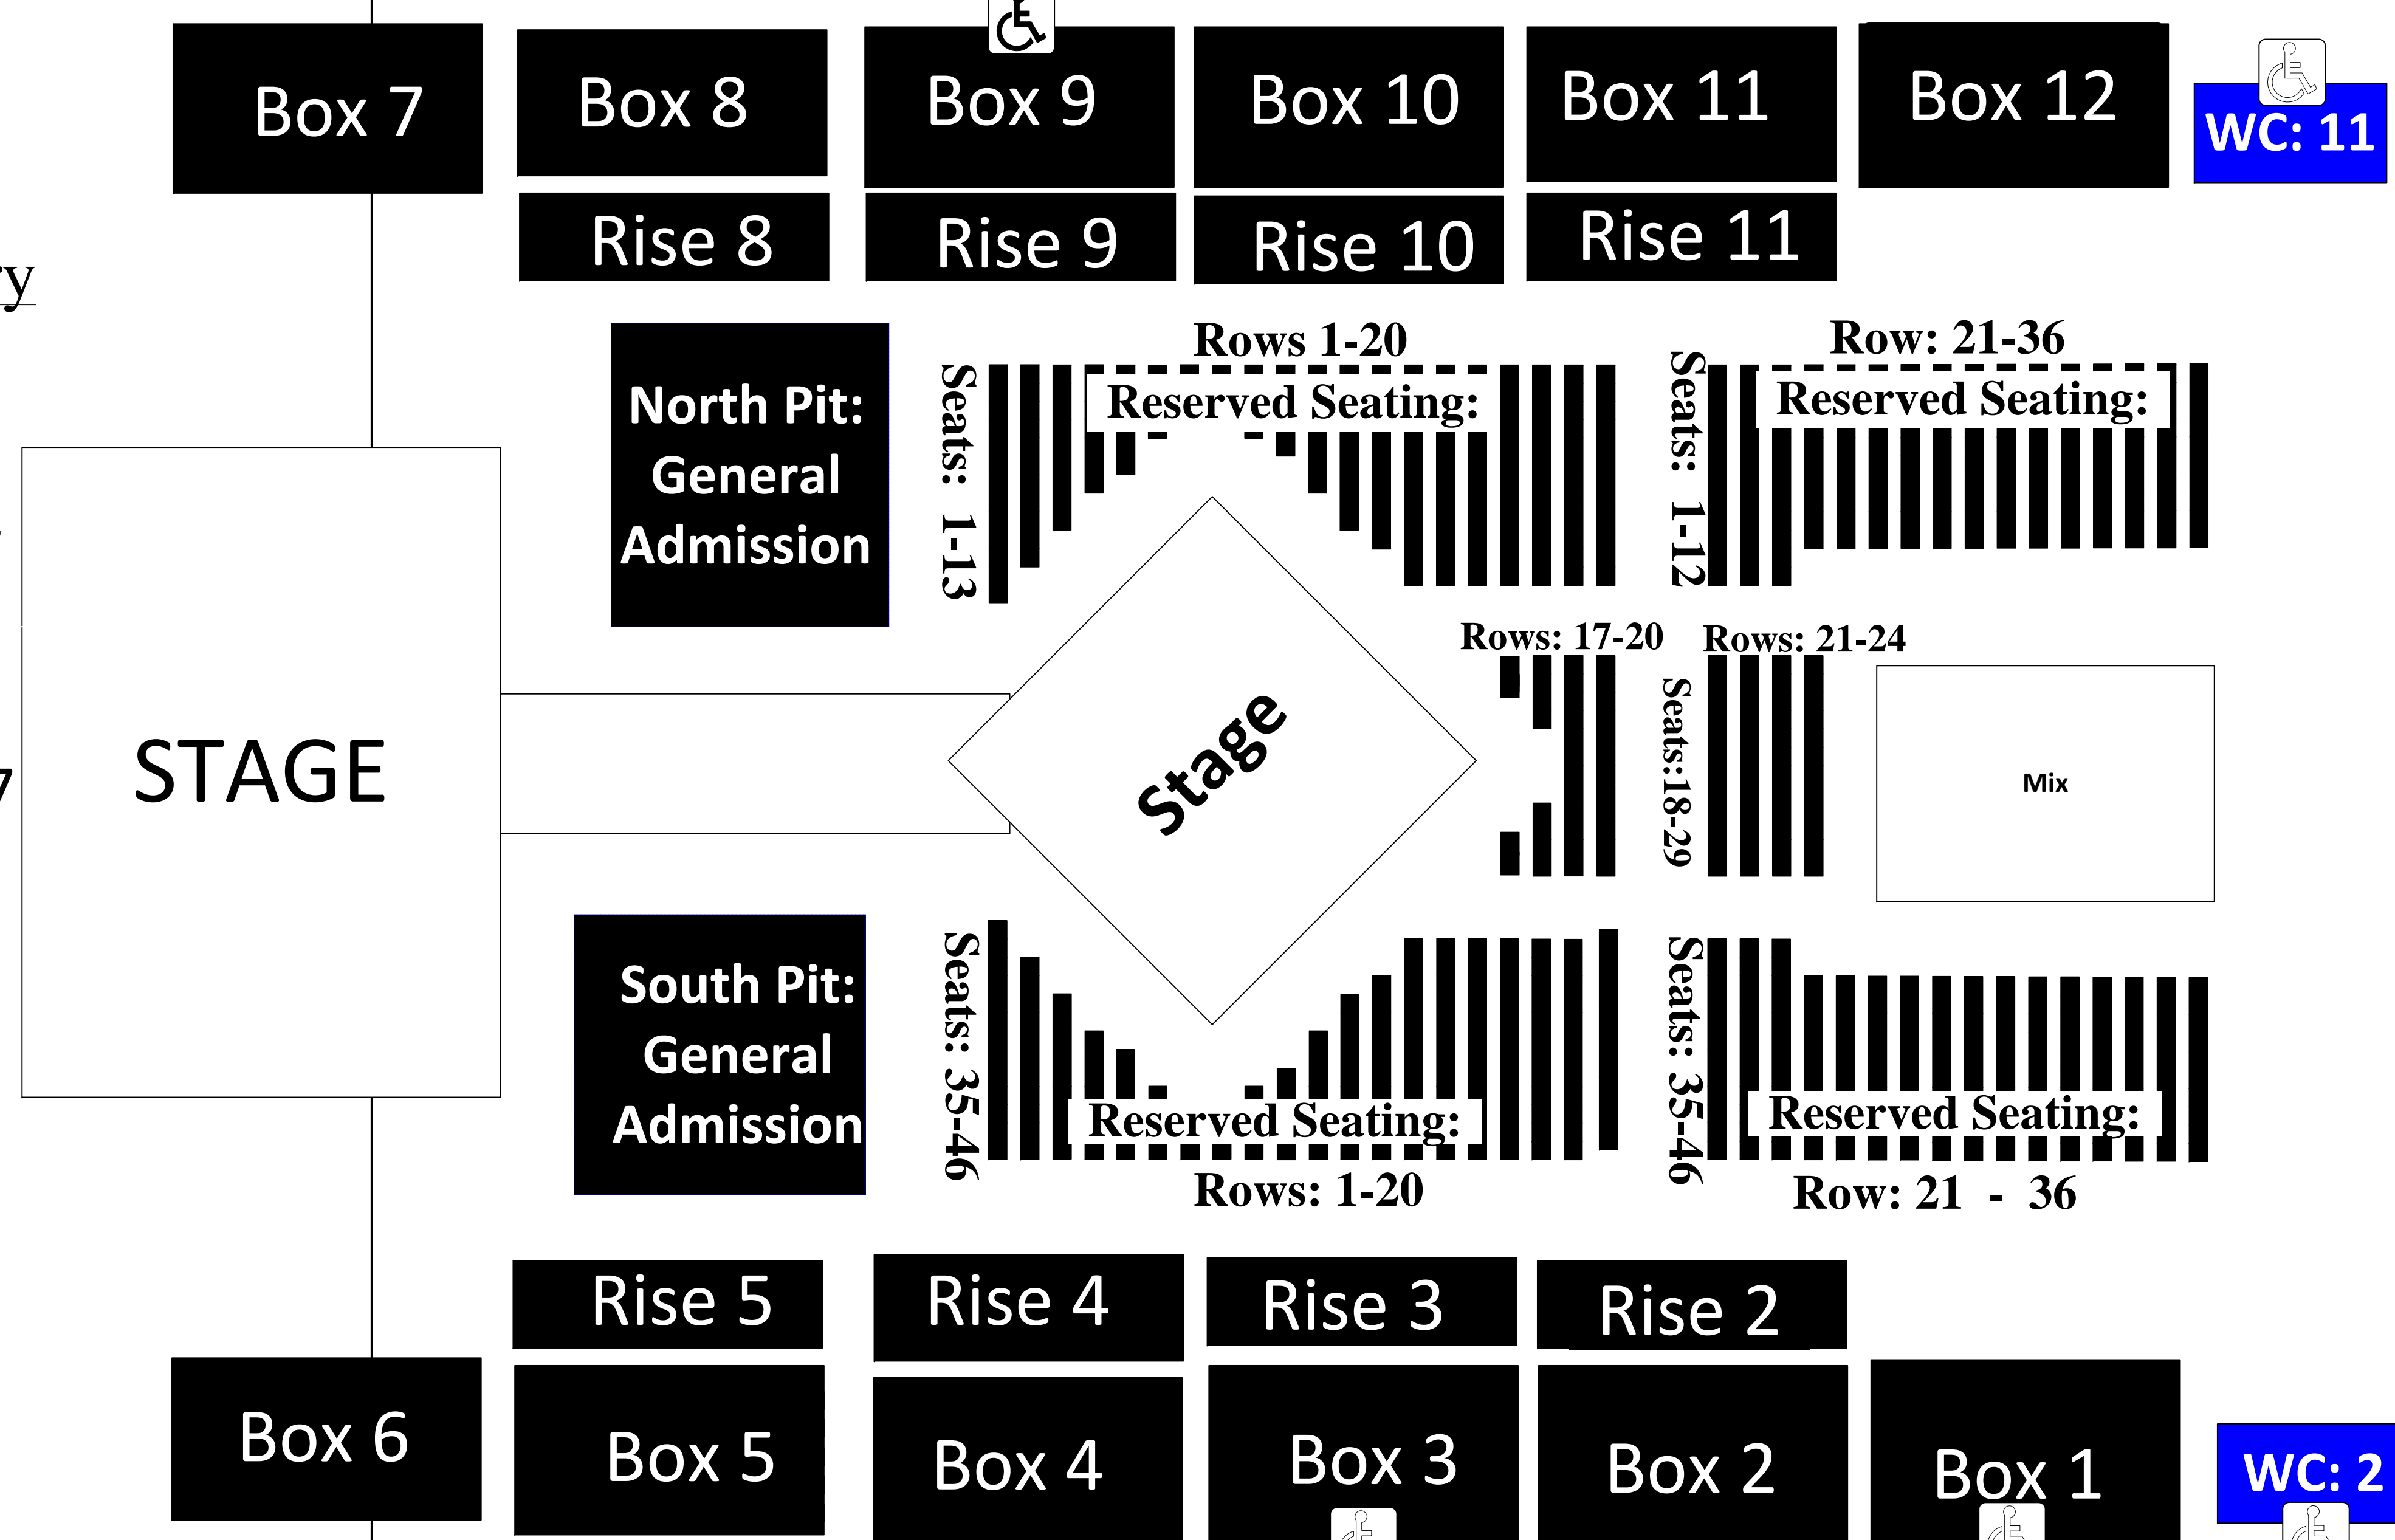 Box 7
Box 8
Box 9
Box 10
Box 11
Box 12
WC: 11
Rise 8
Rise 9
Rise 10
Rise 11
y
North Pit:
General
Admission
Rows 1-20
Seats: 1-13
Reserved Seating:
Row: 21-36
Seats: 1-12
Reserved Seating:
Rows: 17-20
Rows: 21-24
Seats:18-29
STAGE
Stage
Mix
South Pit:
General
Admission
Seats: 35-46
Reserved Seating:
Rows: 1-20
Seats: 35-46
Reserved Seating:
Row: 21 - 36
Rise 5
Rise 4
Rise 3
Rise 2
Box 6
Box 5
Box 4
Box 3
Box 2
Box 1
WC: 2